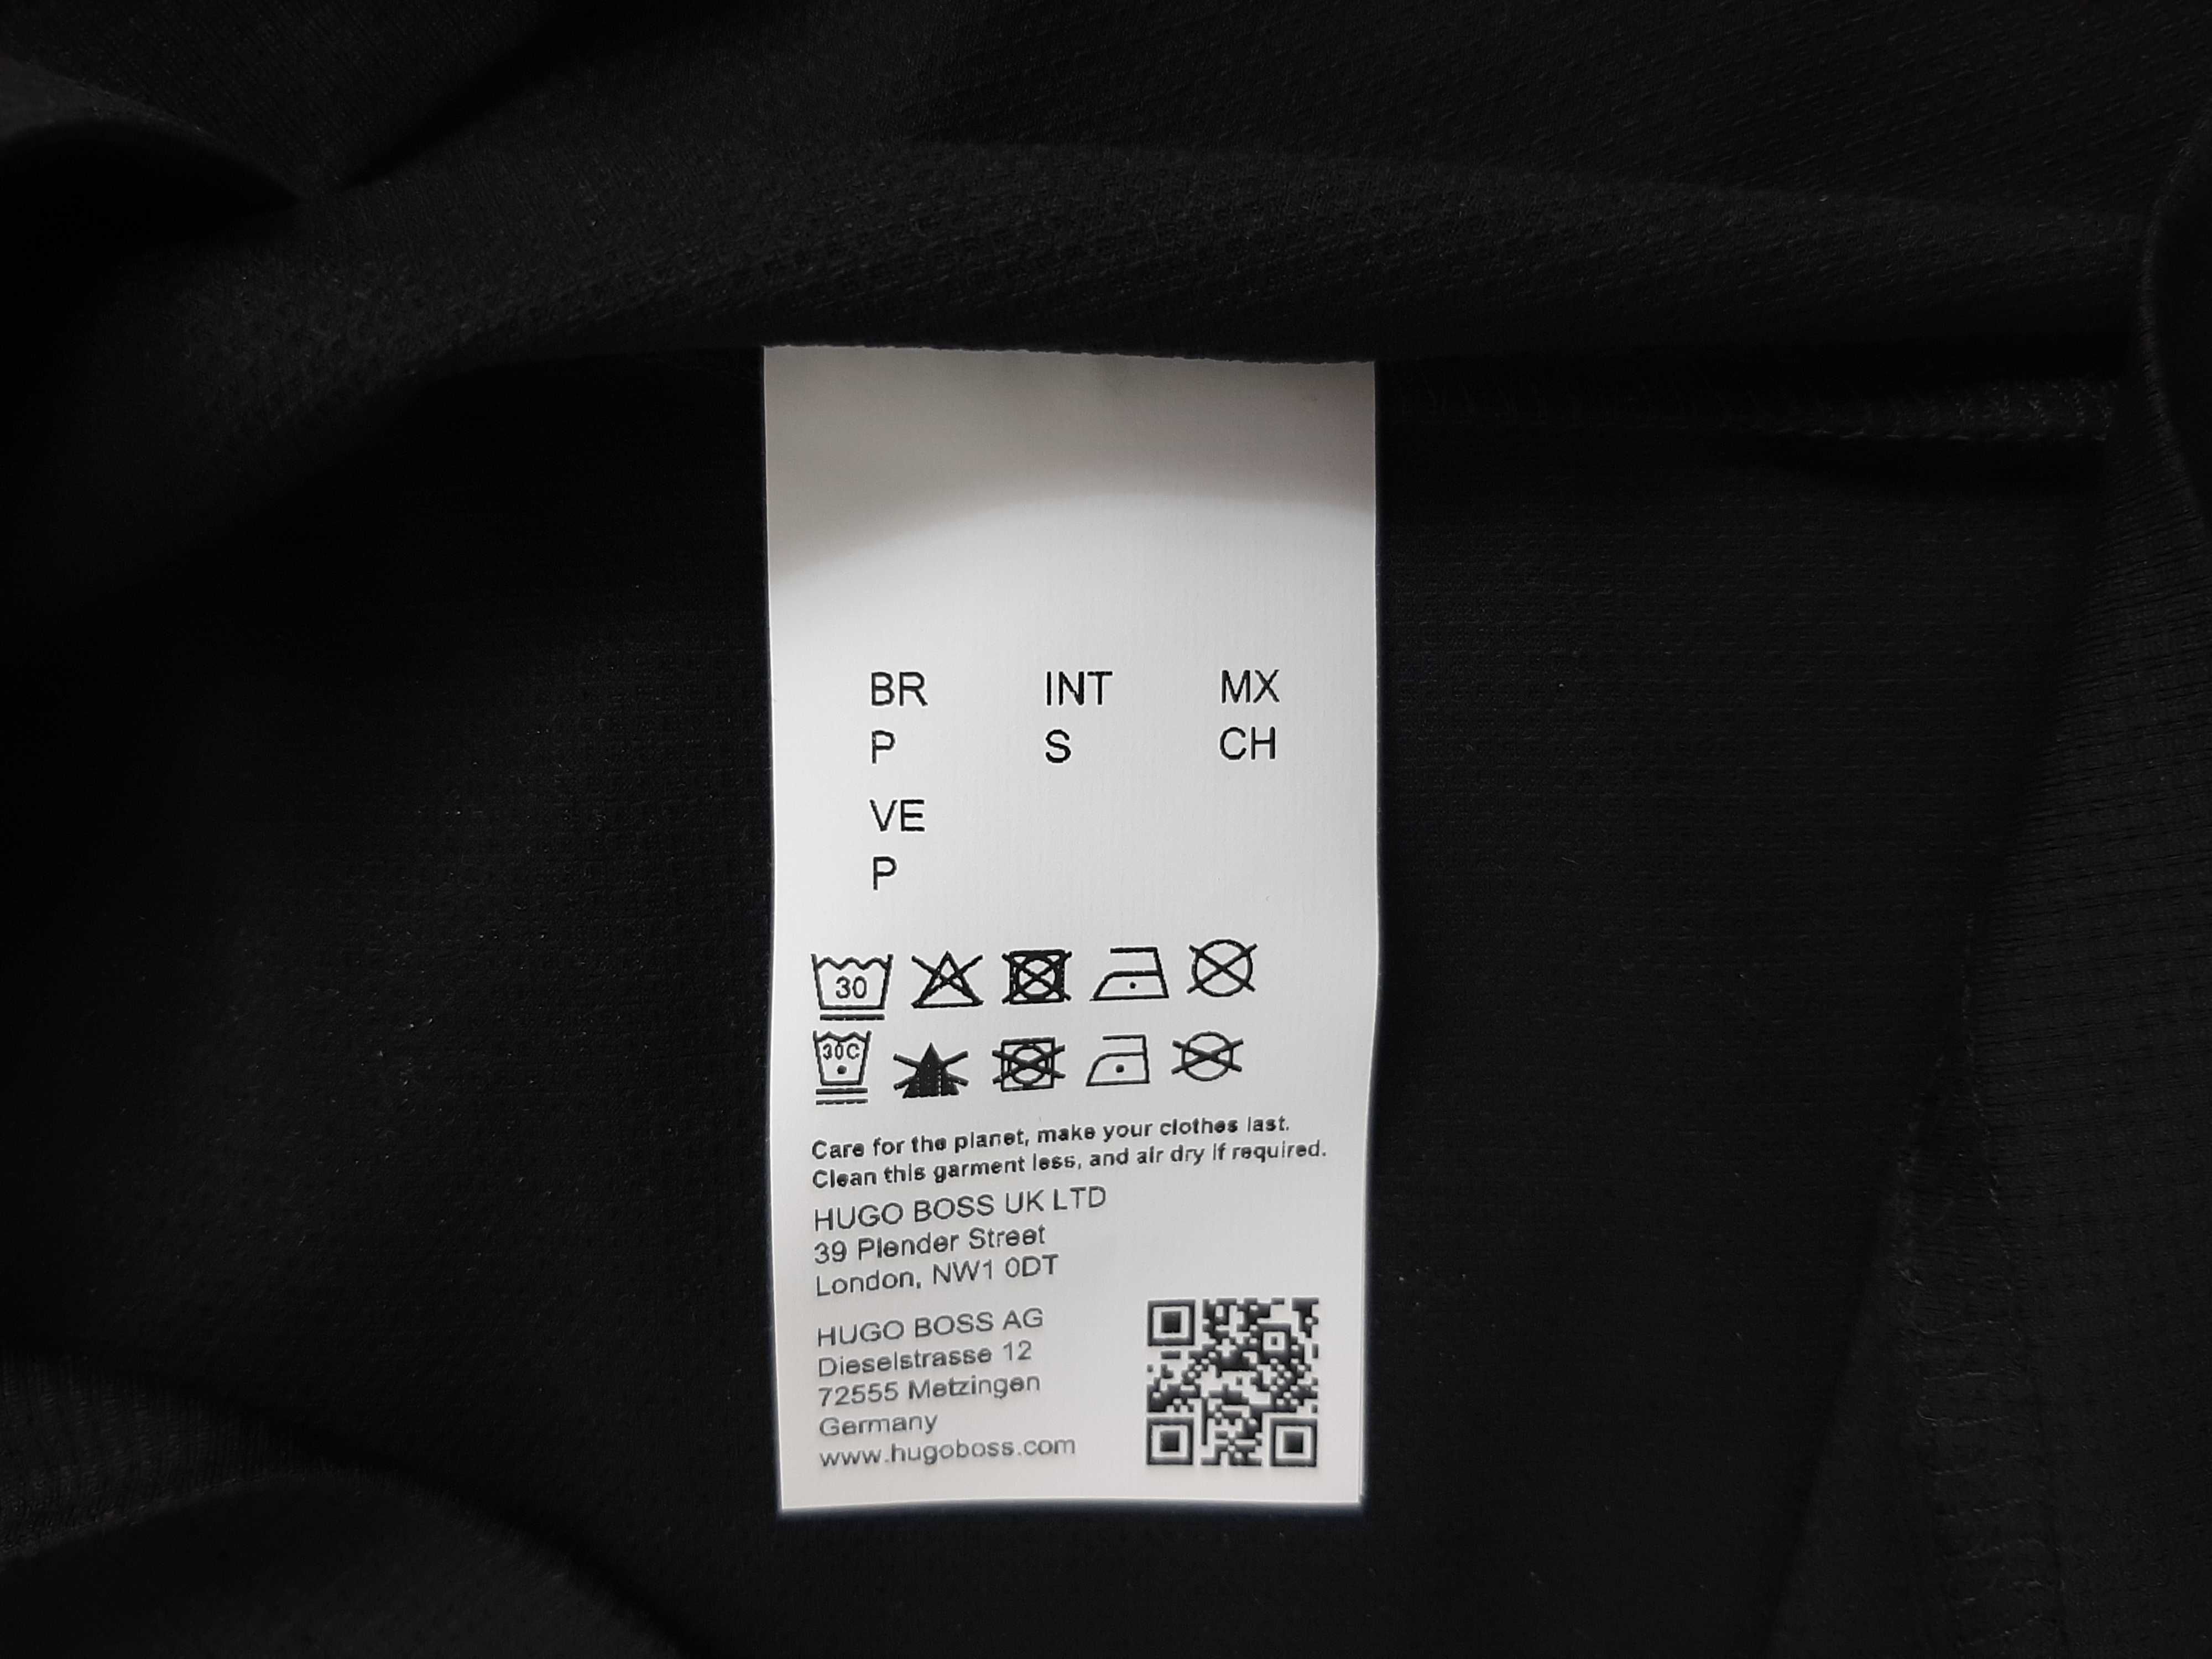 BR INT MX
P S CH
VE
P
30
30C
Care for the planet, make your clothes last.
Clean this garment less, and air dry if required.
HUGO BOSS UK LTD
39 Plender Street
London, NW1 0DT
HUGO BOSS AG
Dieselstrasse 12
72555 Metzingen
Germany
www.hugoboss.com